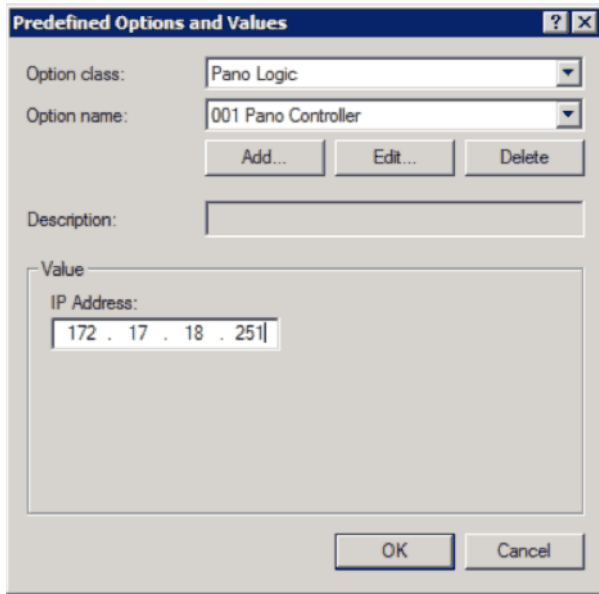 Predefined Options and Values
Option class: Pano Logic
Option name: 001 Pano Controller
Add... Edit... Delete
Description:
Value
IP Address:
172 . 17 . 18 . 251
OK Cancel